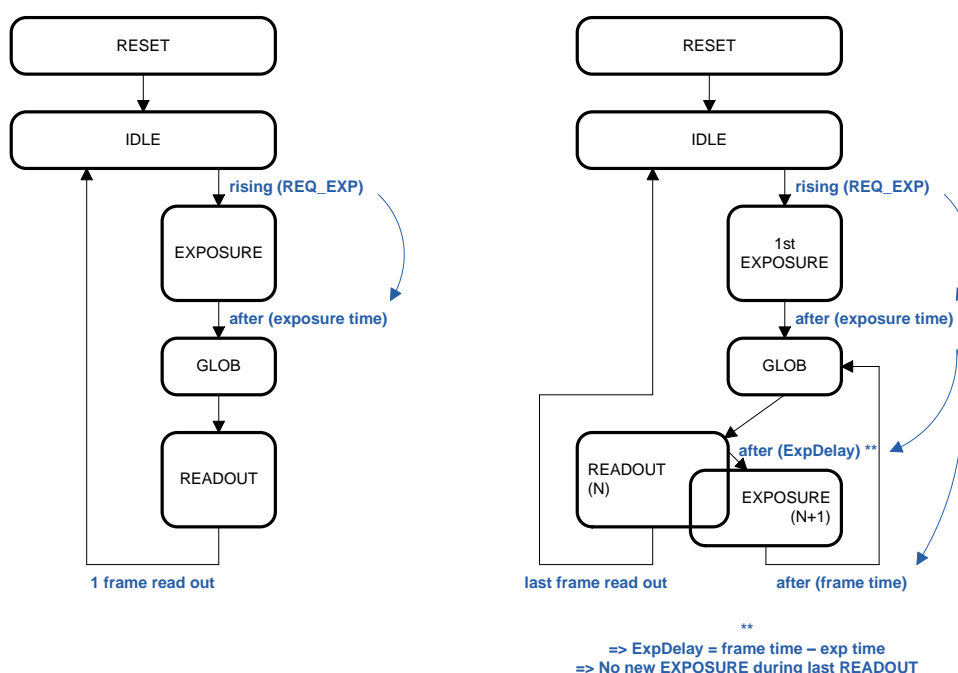 RESET
IDLE
rising (REQ_EXP)
EXPOSURE
after (exposure time)
GLOB
READOUT
1 frame read out
RESET
IDLE
rising (REQ_EXP)
1st
EXPOSURE
after (exposure time)
GLOB
after (ExpDelay) **
READOUT
(N)
EXPOSURE
(N+1)
last frame read out
after (frame time)
**
=> ExpDelay = frame time – exp time
=> No new EXPOSURE during last READOUT